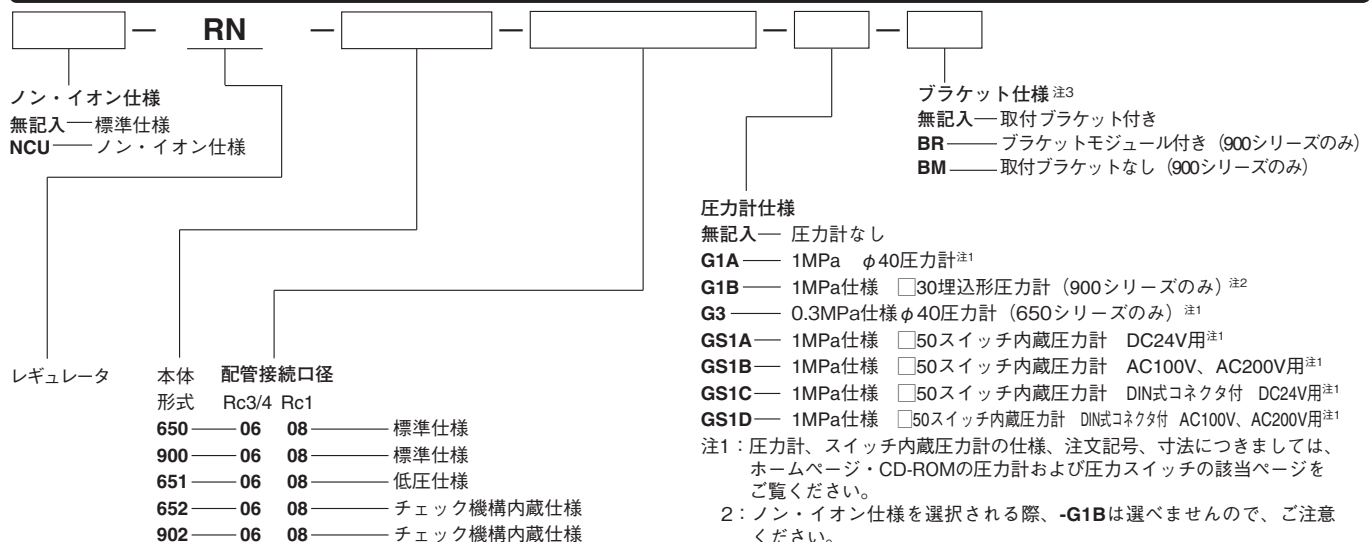 RN
ノン・イオン仕様
無記入 標準仕様
NCU ノン・イオン仕様
ブラケット仕様 注3
無記入 取付ブラケット付き
BR ブラケットモジュール付き（900シリーズのみ）
BM 取付ブラケットなし（900シリーズのみ）
圧力計仕様
無記入 圧力計なし
G1A 1MPa φ40圧力計注1
G1B 1MPa仕様 □30埋込形圧力計（900シリーズのみ）注2
G3 0.3MPa仕様φ40圧力計（650シリーズのみ）注1
GS1A 1MPa仕様 □50スイッチ内蔵圧力計 DC24V用注1
GS1B 1MPa仕様 □50スイッチ内蔵圧力計 AC100V、AC200V用注1
GS1C 1MPa仕様 □50スイッチ内蔵圧力計 DIN式コネクタ付 DC24V用注1
GS1D 1MPa仕様 □50スイッチ内蔵圧力計 DIN式コネクタ付 AC100V、AC200V用注1
注1：圧力計、スイッチ内蔵圧力計の仕様、注文記号、寸法につきましては、
ホームページ・CD-ROMの圧力計および圧力スイッチの該当ページを
ご覧ください。
2：ノン・イオン仕様を選択される際、-G1Bは選べませんので、ご注意
ください。
レギュレータ
本体 配管接続口径
形式 Rc3/4 Rc1
650 06 08 標準仕様
900 06 08 標準仕様
651 06 08 低圧仕様
652 06 08 チェック機構内蔵仕様
902 06 08 チェック機構内蔵仕様